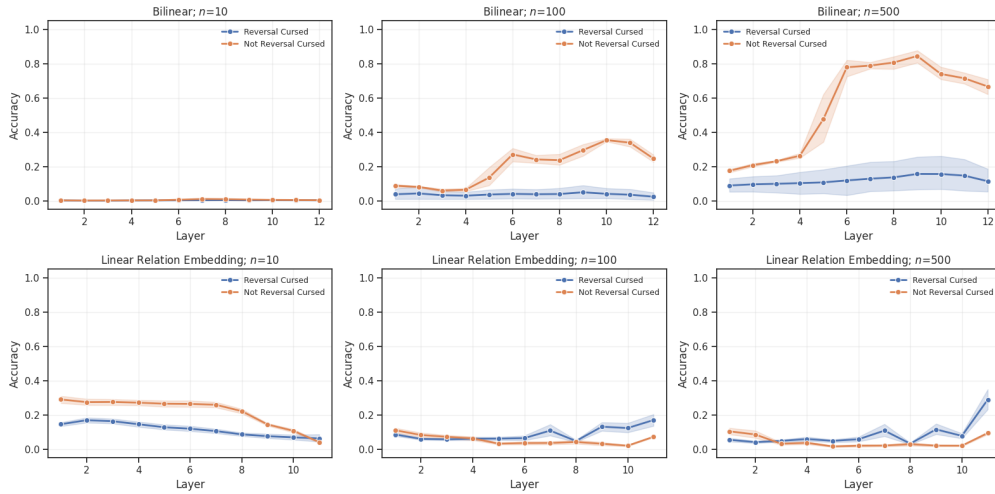 Bilinear; n=10
Accuracy
1.0
0.8
0.6
0.4
0.2
0.0
2 4 6 8 10 12
Layer
Reversal Cursed
Not Reversal Cursed
Bilinear; n=100
Accuracy
1.0
0.8
0.6
0.4
0.2
0.0
2 4 6 8 10 12
Layer
Reversal Cursed
Not Reversal Cursed
Bilinear; n=500
Accuracy
1.0
0.8
0.6
0.4
0.2
0.0
2 4 6 8 10 12
Layer
Reversal Cursed
Not Reversal Cursed
Linear Relation Embedding; n=10
Accuracy
1.0
0.8
0.6
0.4
0.2
0.0
2 4 6 8 10
Layer
Reversal Cursed
Not Reversal Cursed
Linear Relation Embedding; n=100
Accuracy
1.0
0.8
0.6
0.4
0.2
0.0
2 4 6 8 10
Layer
Reversal Cursed
Not Reversal Cursed
Linear Relation Embedding; n=500
Accuracy
1.0
0.8
0.6
0.4
0.2
0.0
2 4 6 8 10
Layer
Reversal Cursed
Not Reversal Cursed